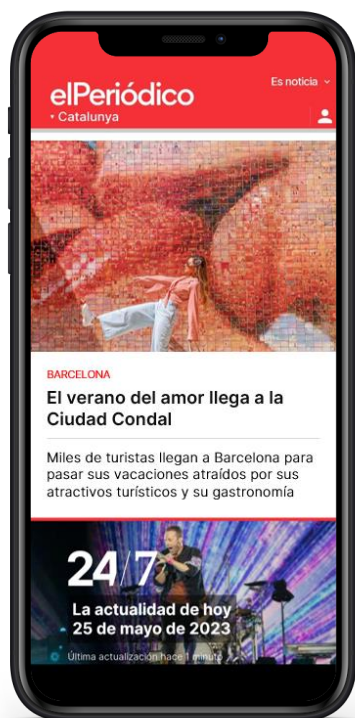 Es noticia
elPeriódico
Catalunya
BARCELONA
El verano del amor llega a la
Ciudad Condal
Miles de turistas llegan a Barcelona para
pasar sus vacaciones atraídos por sus
atractivos turísticos y su gastronomía
24/7
La actualidad de hoy
25 de mayo de 2023
Última actualización hace 1 minuto